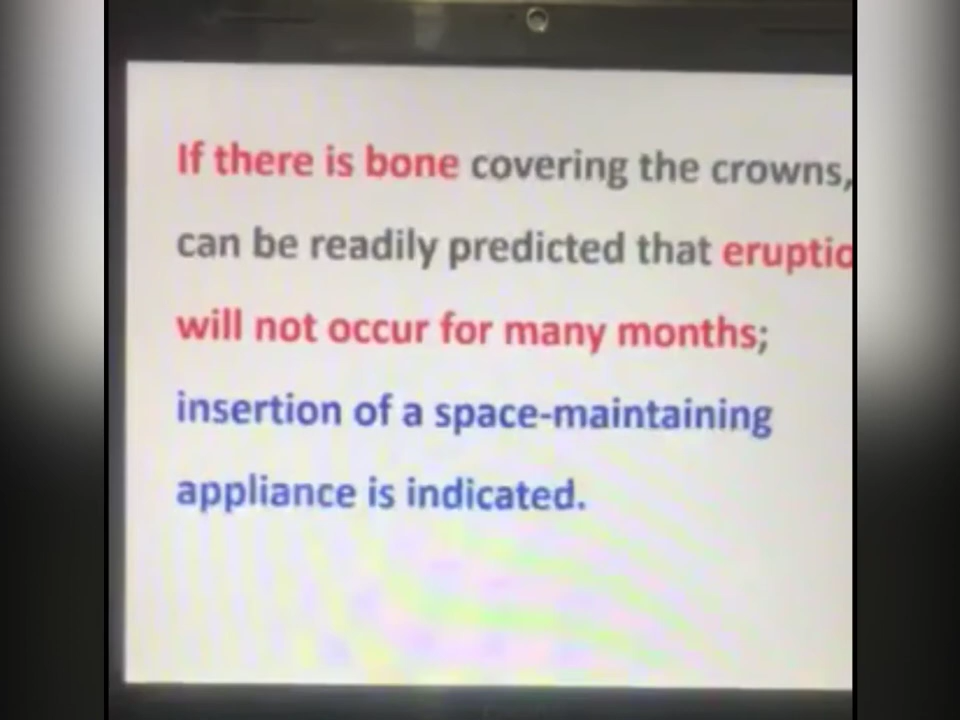 If there is bone covering the crowns,
can be readily predicted that
will not occur for many months;
insertion of a space-maintaining
appliance is indicated.